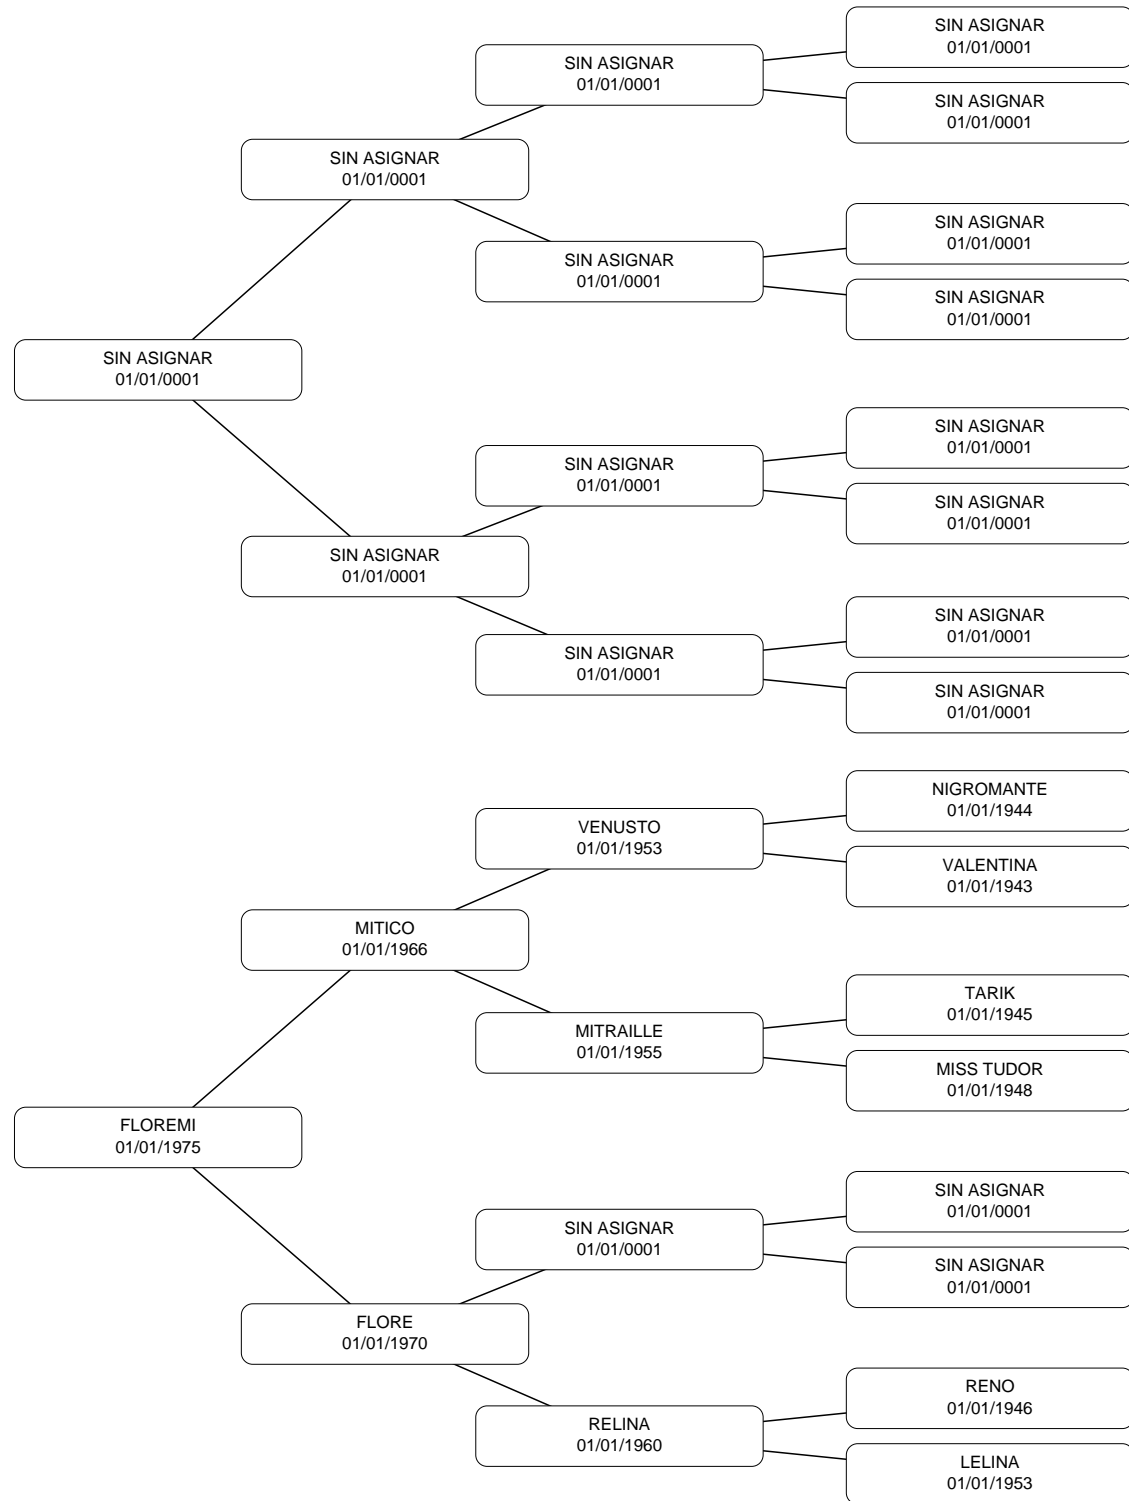 SIN ASIGNAR
01/01/0001
SIN ASIGNAR
01/01/0001
SIN ASIGNAR
01/01/0001
SIN ASIGNAR
01/01/0001
SIN ASIGNAR
01/01/0001
SIN ASIGNAR
01/01/0001
SIN ASIGNAR
01/01/0001
SIN ASIGNAR
01/01/0001
SIN ASIGNAR
01/01/0001
SIN ASIGNAR
01/01/0001
SIN ASIGNAR
01/01/0001
SIN ASIGNAR
01/01/0001
SIN ASIGNAR
01/01/0001
SIN ASIGNAR
01/01/0001
SIN ASIGNAR
01/01/0001
NIGROMANTE
01/01/1944
VENUSTO
01/01/1953
VALENTINA
01/01/1943
MITICO
01/01/1966
TARIK
01/01/1945
MITRAILLE
01/01/1955
MISS TUDOR
01/01/1948
FLOREMI
01/01/1975
SIN ASIGNAR
01/01/0001
SIN ASIGNAR
01/01/0001
SIN ASIGNAR
01/01/0001
FLORE
01/01/1970
RENO
01/01/1946
RELINA
01/01/1960
LELINA
01/01/1953